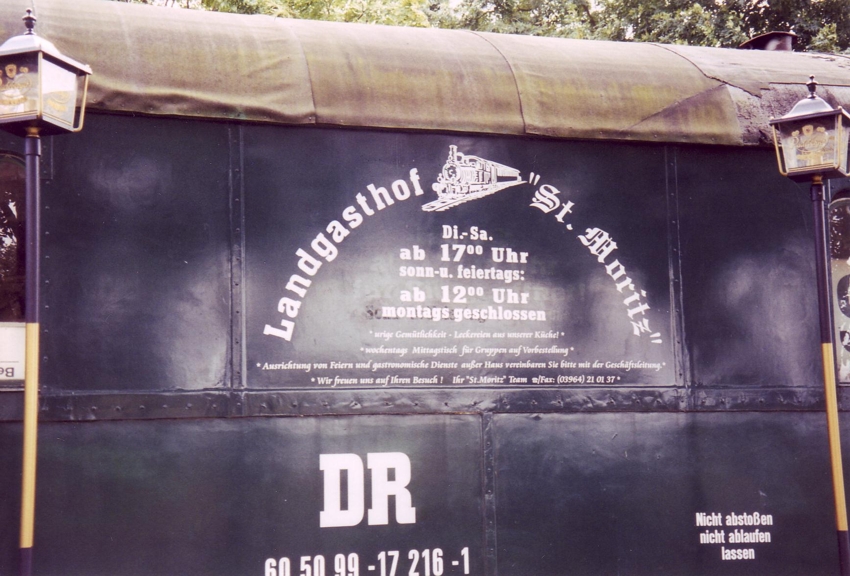 Landgasthof "St. Moritz"
Di.-Sa.
ab 17⁰⁰ Uhr
sonn-u. feiertags:
ab 12⁰⁰ Uhr
montags geschlossen
* urige Gemütlichkeit - Leckereien aus unserer Küche! *
* wochentags Mittagstisch für Gruppen auf Vorbestellung *
* Ausrichtung von Feiern und gastronomische Dienste außer Haus vereinbaren Sie bitte mit der Geschäftsleitung. *
* Wir freuen uns auf Ihren Besuch ! Ihr "St.Moritz" Team ☎/Fax: (03964) 21 01 37 *
DR
60 50 99 -17 216 -1
Nicht abstoßen
nicht ablaufen
lassen